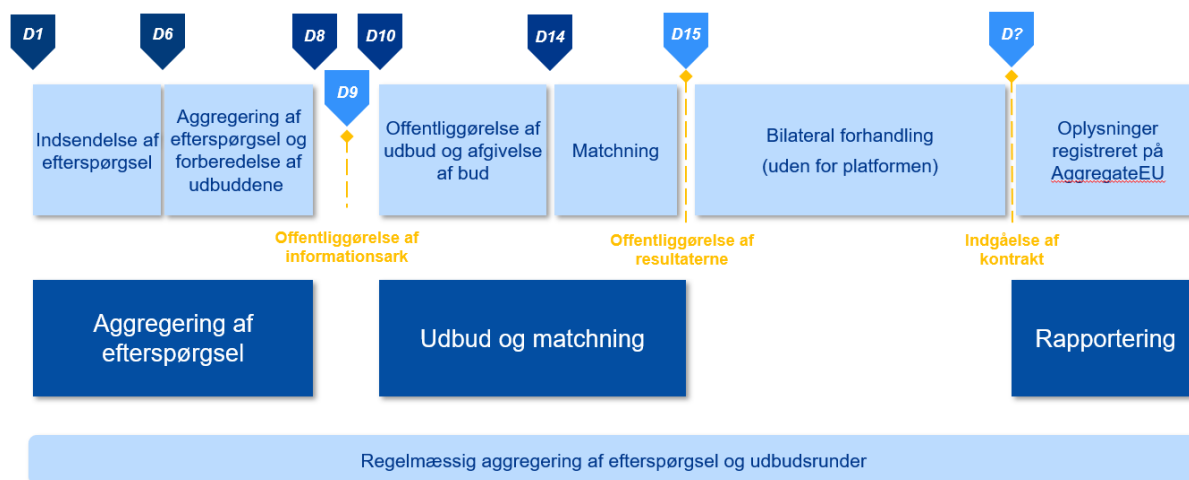 D1
D6
D8
D9
D10
D14
D15
D?
Indsendelse af
efterspørgsel
Aggregering af
efterspørgsel og
forberedelse af
udbuddene
Offentliggørelse af
udbud og afgivelse
af bud
Matchning
Bilateral forhandling
(uden for platformen)
Oplysninger
registreret på
AggregateEU
Offentliggørelse af
informationsark
Offentliggørelse af
resultaterne
Indgåelse af
kontrakt
Aggregering af
efterspørgsel
Udbud og matchning
Rapportering
Regelmæssig aggregering af efterspørgsel og udbudsrunder